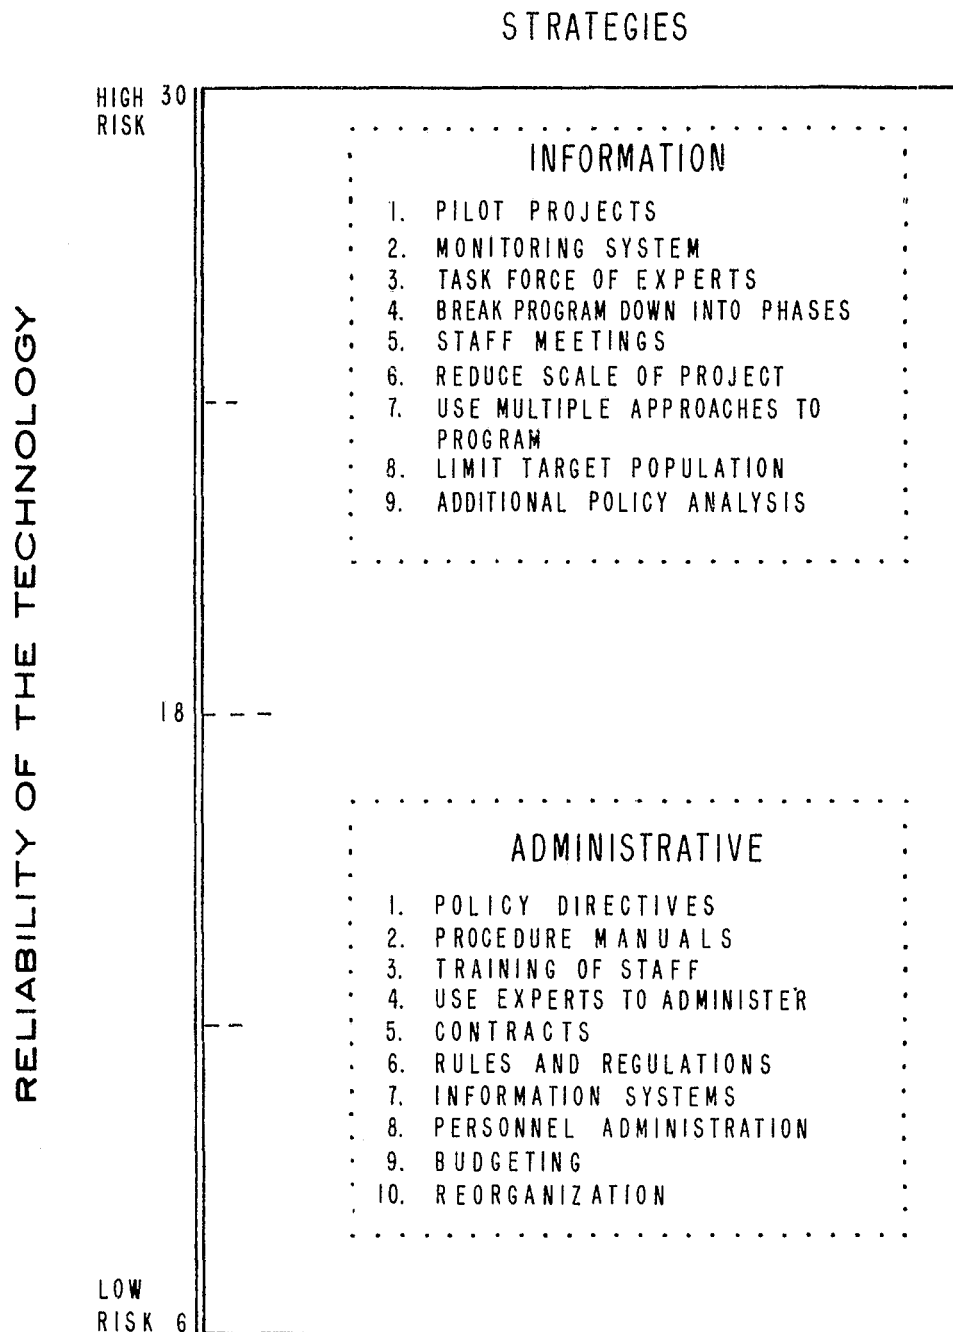 STRATEGIES
HIGH 30
RISK
INFORMATION
1. PILOT PROJECTS
2. MONITORING SYSTEM
3. TASK FORCE OF EXPERTS
4. BREAK PROGRAM DOWN INTO PHASES
5. STAFF MEETINGS
6. REDUCE SCALE OF PROJECT
7. USE MULTIPLE APPROACHES TO
PROGRAM
8. LIMIT TARGET POPULATION
9. ADDITIONAL POLICY ANALYSIS
RELIABILITY OF THE TECHNOLOGY
18
ADMINISTRATIVE
1. POLICY DIRECTIVES
2. PROCEDURE MANUALS
3. TRAINING OF STAFF
4. USE EXPERTS TO ADMINISTER
5. CONTRACTS
6. RULES AND REGULATIONS
7. INFORMATION SYSTEMS
8. PERSONNEL ADMINISTRATION
9. BUDGETING
10. REORGANIZATION
LOW
RISK 6